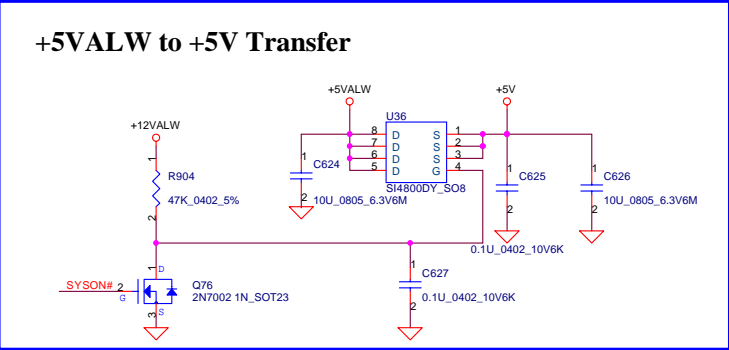 +5VALW to +5V Transfer
+5VALW
+5V
+12VALW
U36
8 D S 1
7 D S 2
6 D S 3
5 D G 4
SI4800DY_SO8
1
C624
2
10U_0805_6.3V6M
1
C625
2
0.1U_0402_10V6K
1
C626
2
10U_0805_6.3V6M
1
R904
47K_0402_5%
2
1
C627
0.1U_0402_10V6K
2
SYSON#
2
G
1
D
Q76
2N7002 1N_SOT23
3
S